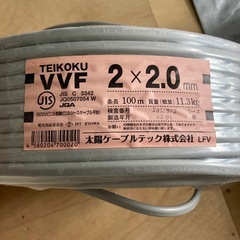 TEIKOKU
VVF 2×2.0mm
JIS C 3342
JQ0507054 W
JIS
JQA
条長 100m 質量(概算) 11.3kg
検査番号
製造年月
太陽ケーブルテック株式会社 LFV
4580204700020